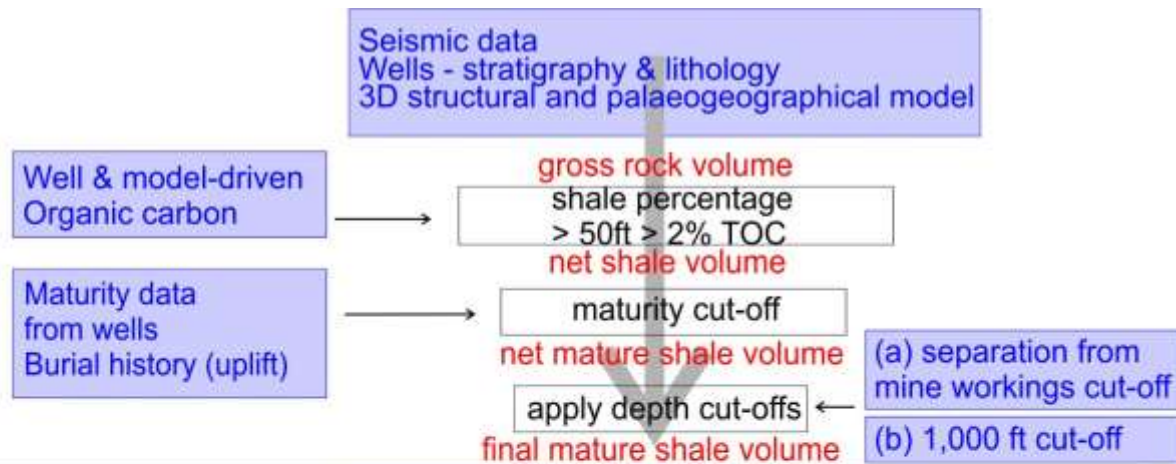 Seismic data
Wells - stratigraphy & lithology
3D structural and palaeogeographical model
gross rock volume
Well & model-driven
Organic carbon
shale percentage
> 50ft > 2% TOC
net shale volume
Maturity data
from wells
Burial history (uplift)
maturity cut-off
net mature shale volume
(a) separation from
mine workings cut-off
apply depth cut-offs
(b) 1,000 ft cut-off
final mature shale volume